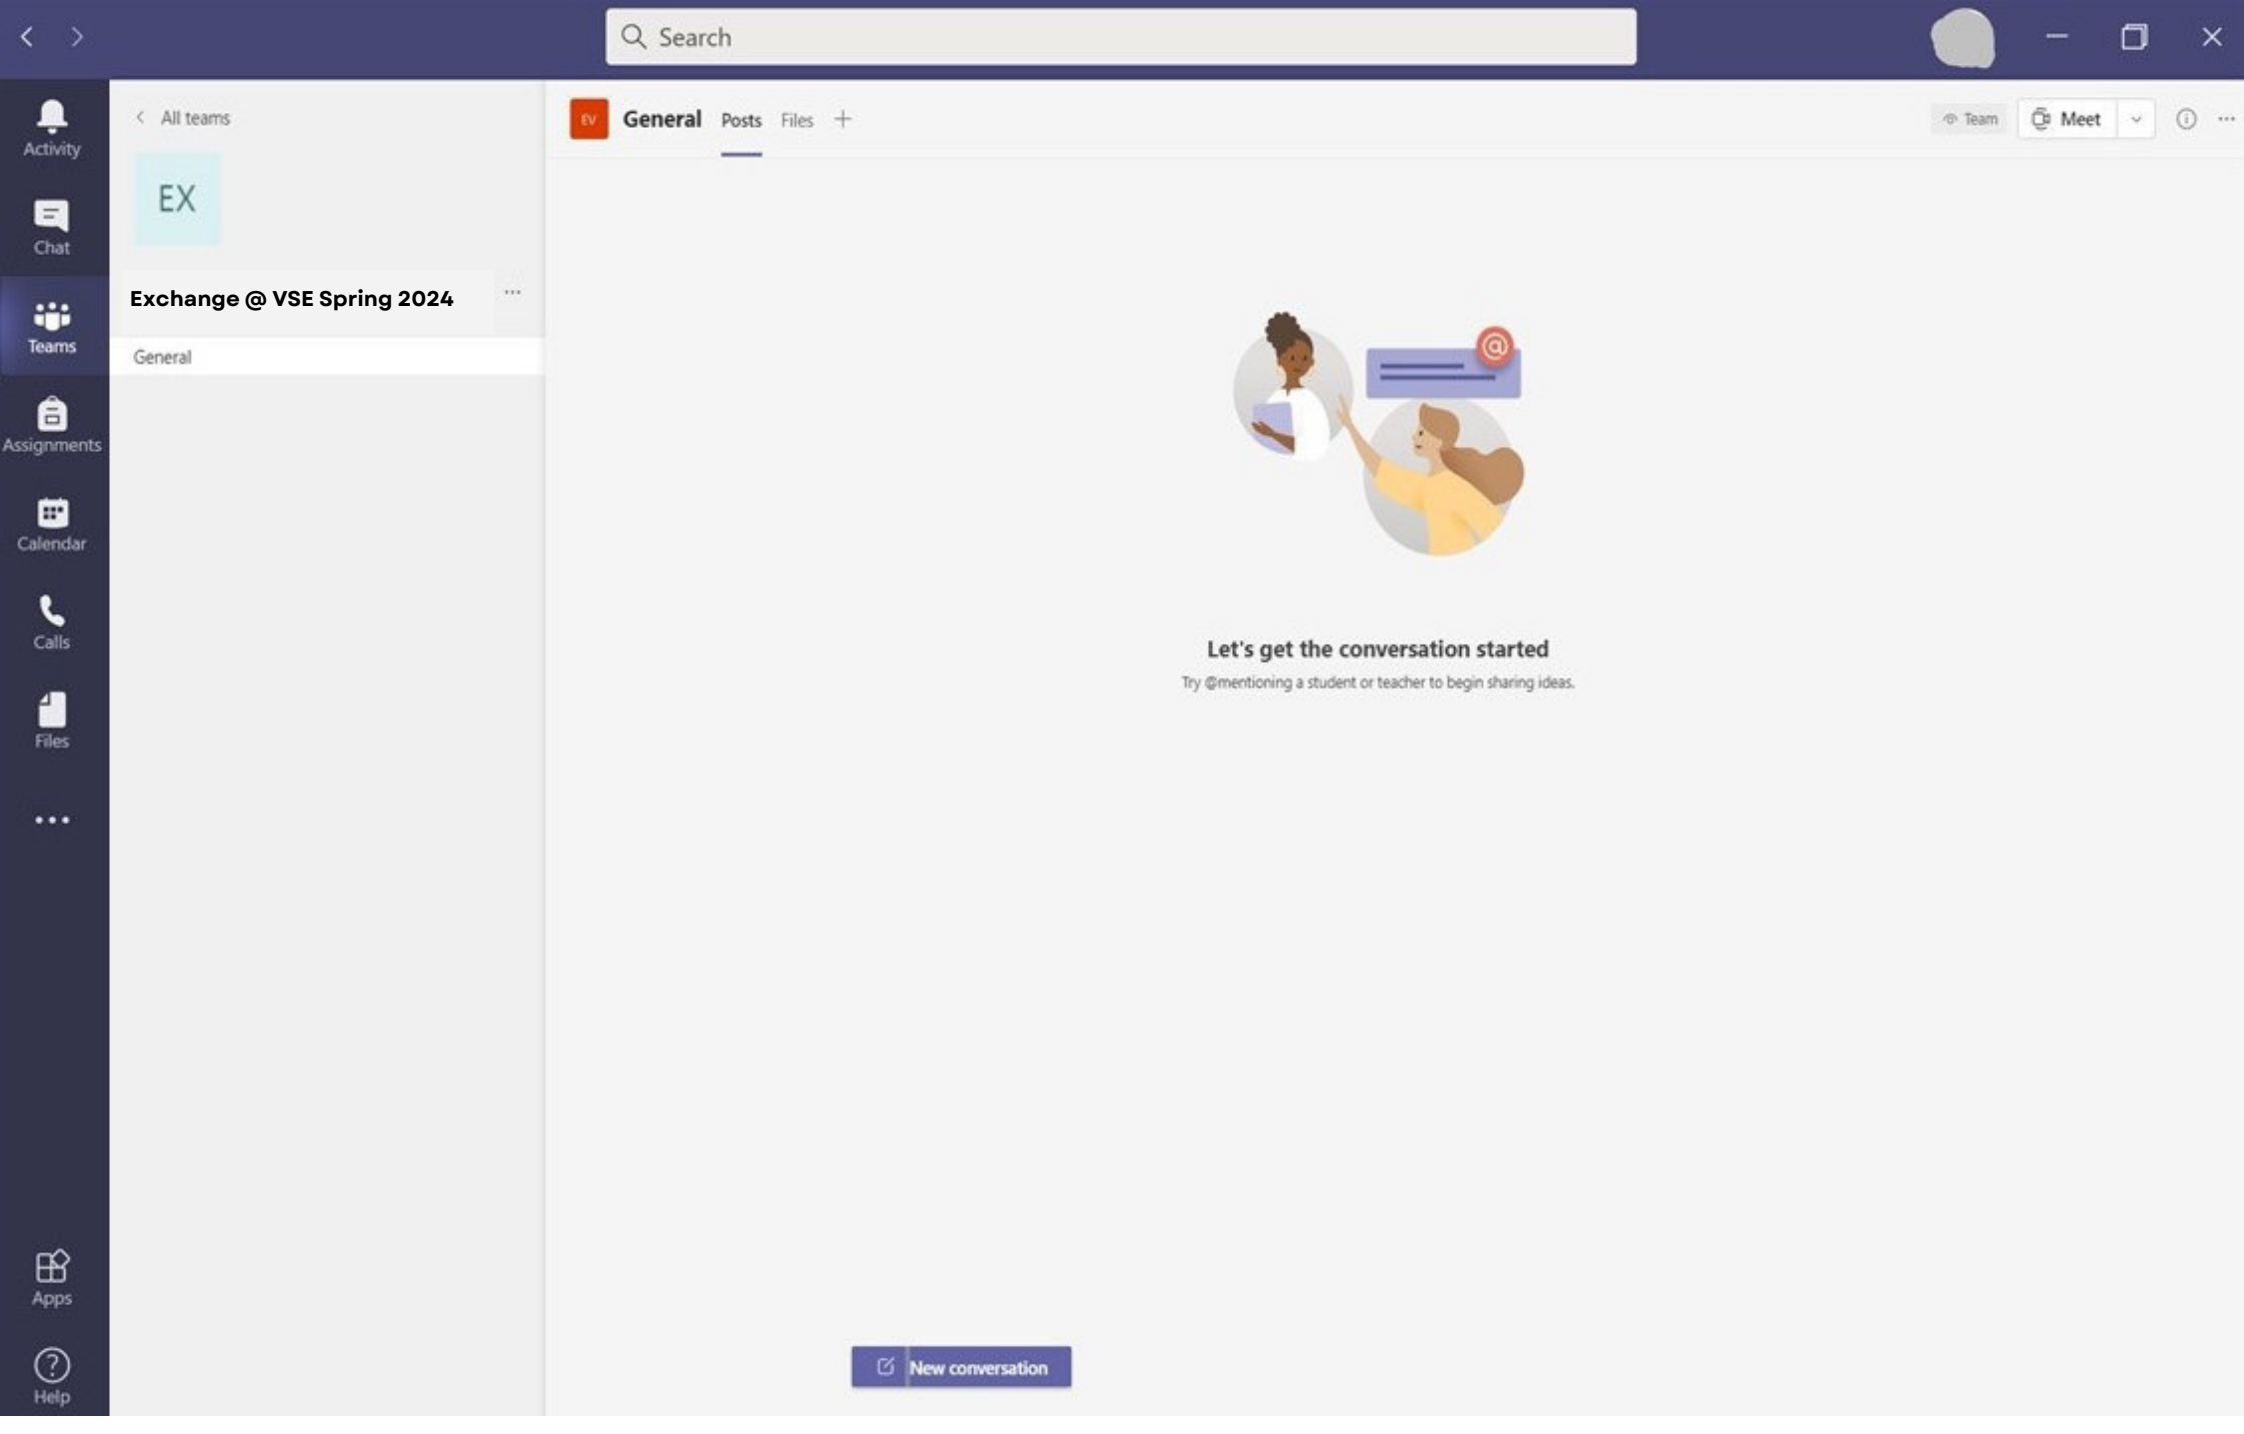 Search
Activity
Chat
Teams
Assignments
Calendar
Calls
Files
Apps
Help
All teams
EX
Exchange @ VSE Spring 2024
General
EV
General Posts Files
Team
Meet
@
Let's get the conversation started
Try @mentioning a student or teacher to begin sharing ideas.
New conversation